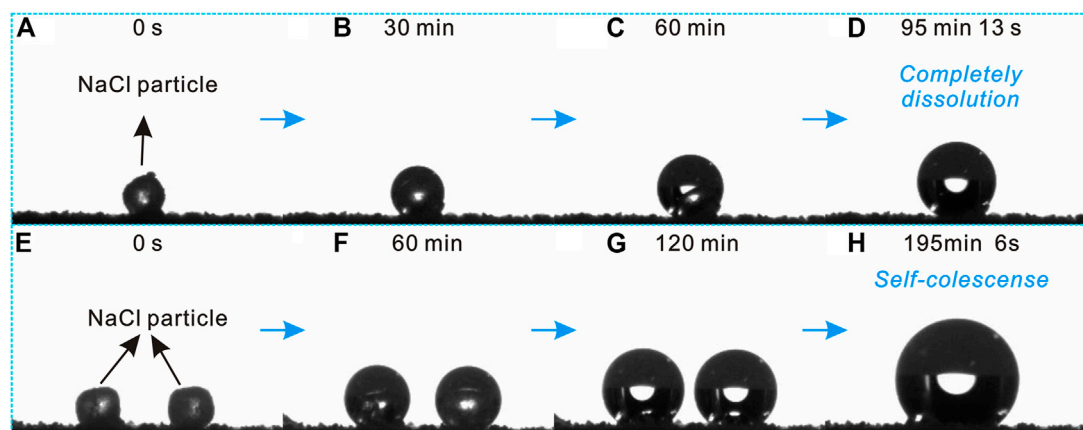 A 0 s
B 30 min
C 60 min
D 95 min 13 s
NaCl particle
Completely
dissolution
E 0 s
F 60 min
G 120 min
H 195min 6s
NaCl particle
Self-colescense